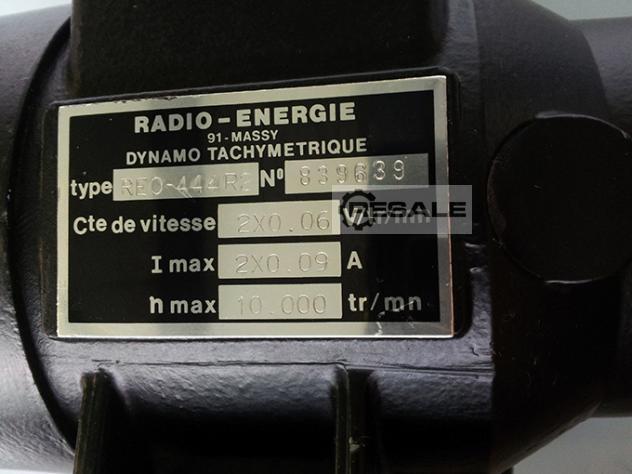 RADIO-ENERGIE
91-MASSY
DYNAMO TACHYMETRIQUE
type REO-444R2 Nº 839639
Cte de vitesse 2X0.06
RESALE
I max 2X0.09 A
n max 10.000 tr/mn